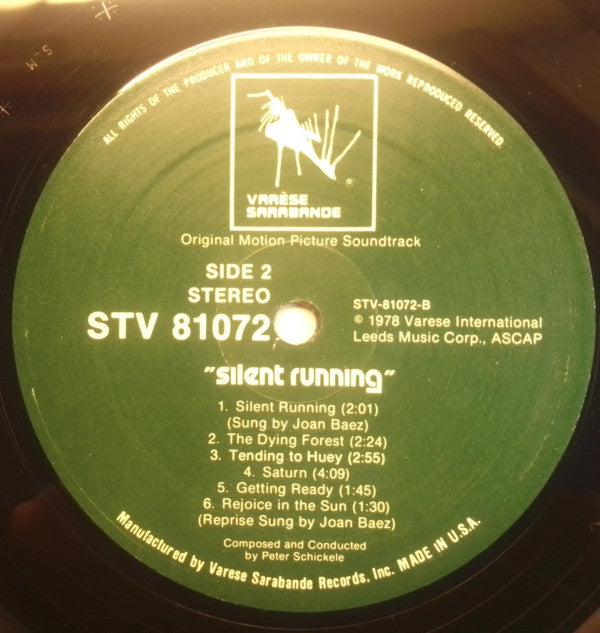 ALL RIGHTS OF THE PRODUCER AND OF THE OWNER OF THE WORK REPRODUCED RESERVED.
VARÈSE
SARABANDE
Original Motion Picture Soundtrack
SIDE 2
STEREO
STV 81072
STV-81072-B
© 1978 Varese International
Leeds Music Corp., ASCAP
"silent running"
1. Silent Running (2:01)
(Sung by Joan Baez)
2. The Dying Forest (2:24)
3. Tending to Huey (2:55)
4. Saturn (4:09)
5. Getting Ready (1:45)
6. Rejoice in the Sun (1:30)
(Reprise Sung by Joan Baez)
Composed and Conducted
by Peter Schickele
Manufactured by Varese Sarabande Records, Inc. MADE IN U.S.A.